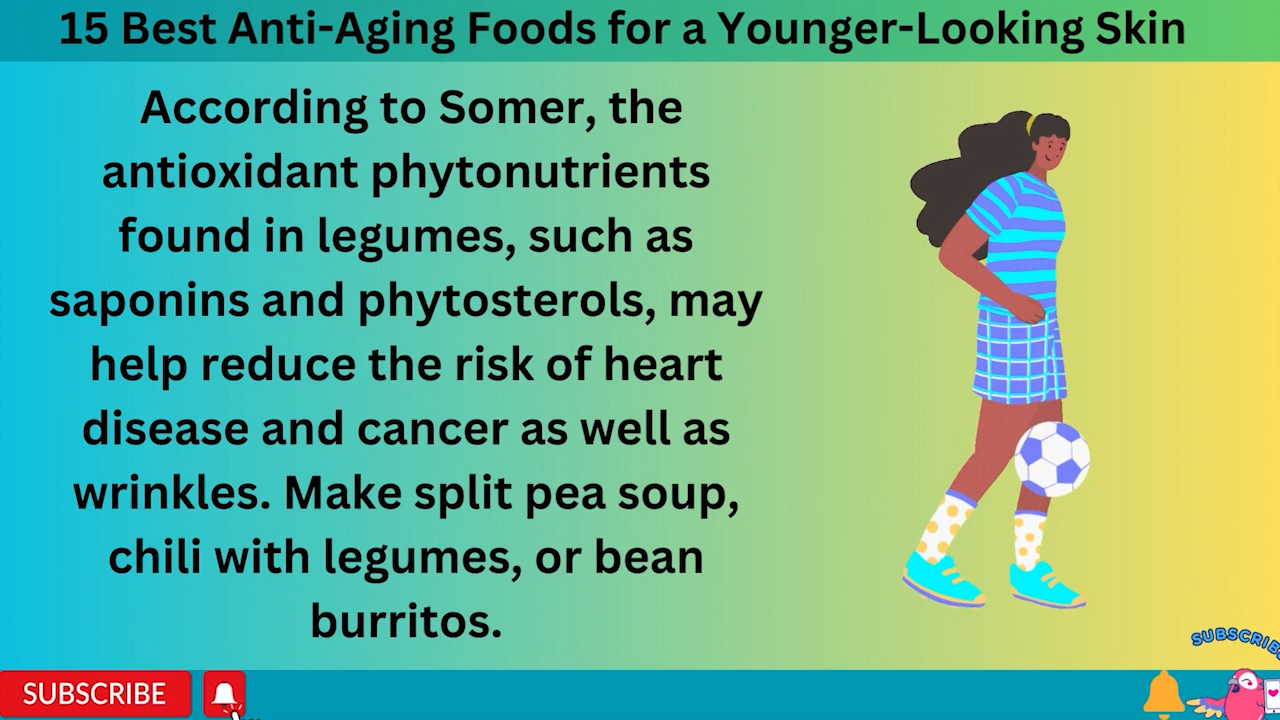 15 Best Anti-Aging Foods for a Younger-Looking Skin
According to Somer, the
antioxidant phytonutrients
found in legumes, such as
saponins and phytosterols, may
help reduce the risk of heart
disease and cancer as well as
wrinkles. Make split pea soup,
chili with legumes, or bean
burritos.
SUBSCRIBE
SUBSCRIBE